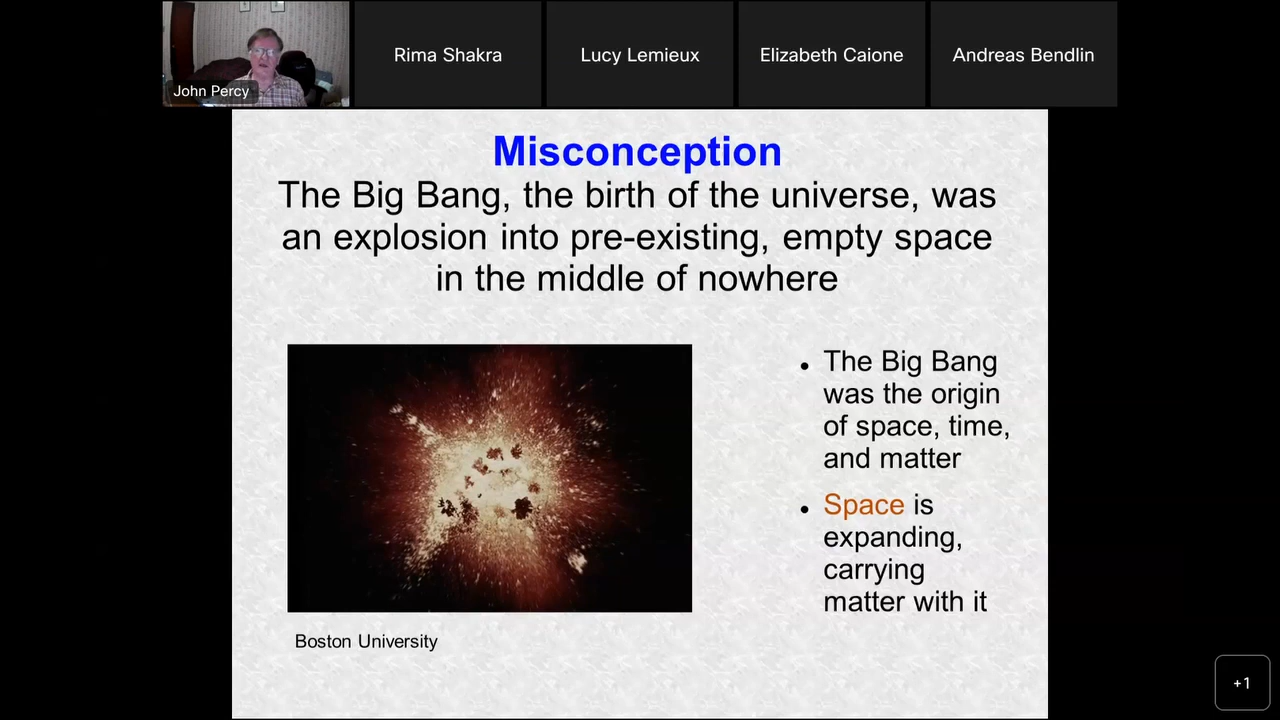 John Percy
Rima Shakra
Lucy Lemieux
Elizabeth Caione
Andreas Bendlin
Misconception
The Big Bang, the birth of the universe, was
an explosion into pre-existing, empty space
in the middle of nowhere
• The Big Bang
was the origin
of space, time,
and matter
• Space is
expanding,
carrying
matter with it
Boston University
+1